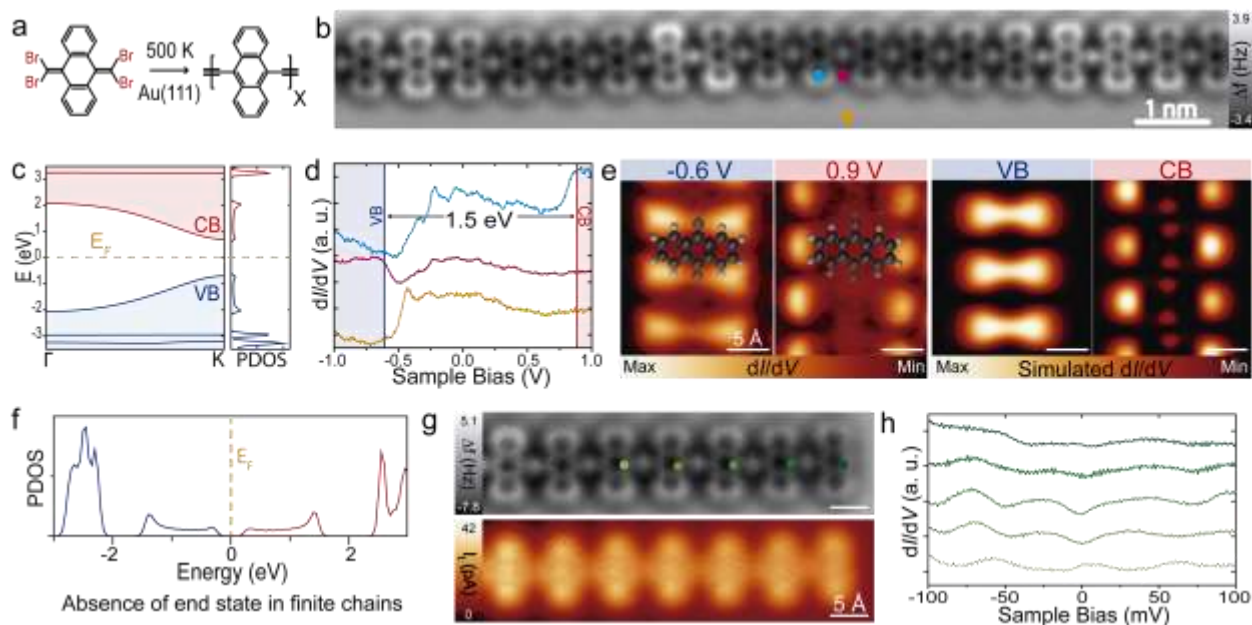 a
Br
Br
Br
Br
500 K
Au(111)
X
b
3.9
Δf (Hz)
-3.4
1 nm
c
3
2
1
0
-1
-2
-3
E (eV)
CB
E_F
VB
Γ
K
PDOS
d
dI/dV (a. u.)
VB
1.5 eV
CB
-1.0
-0.5
0.0
0.5
1.0
Sample Bias (V)
e
-0.6 V
0.9 V
VB
CB
5 Å
Max
dI/dV
Min
Max
Simulated dI/dV
Min
f
PDOS
E_F
-2
0
2
Energy (eV)
Absence of end state in finite chains
g
5.1
Δf (Hz)
-7.8
42
I_t (pA)
0
5 Å
h
dI/dV (a. u.)
-100
-50
0
50
100
Sample Bias (mV)